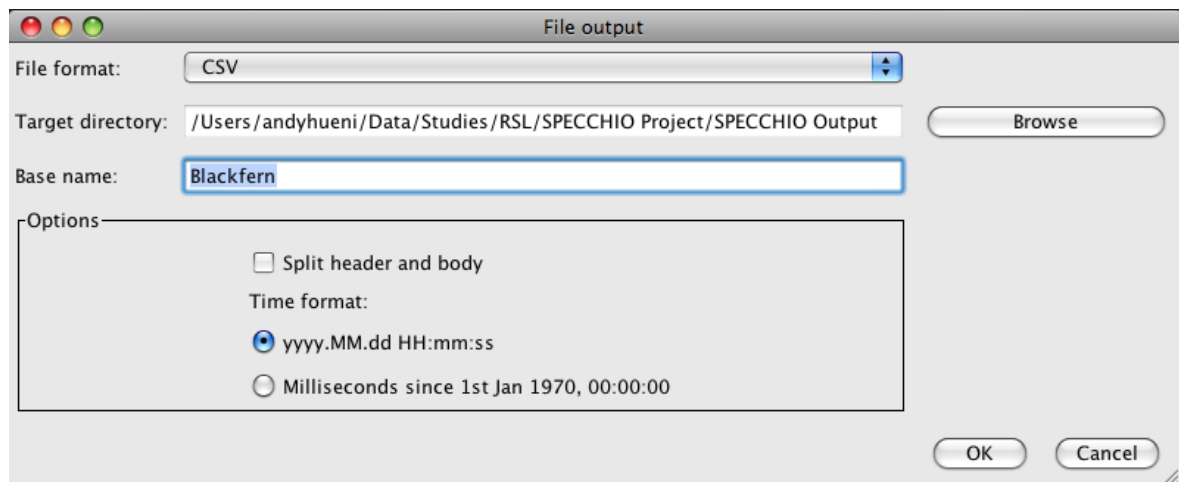 File output
File format: CSV
Target directory: /Users/andyhueni/Data/Studies/RSL/SPECCHIO Project/SPECCHIO Output Browse
Base name: Blackfern
Options
Split header and body
Time format:
yyyy.MM.dd HH:mm:ss
Milliseconds since 1st Jan 1970, 00:00:00
OK Cancel